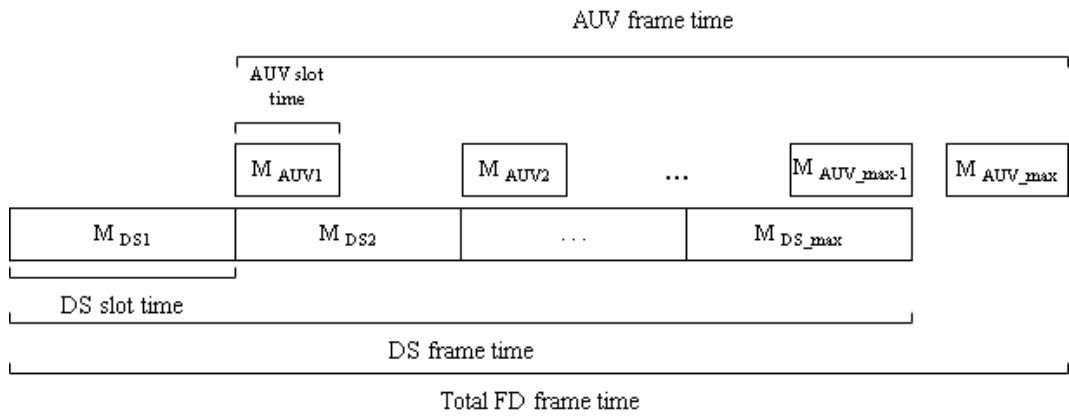 AUV frame time
AUV slot
time
M AUV1
M AUV2
...
M AUV_max-1
M AUV_max
M DS1
M DS2
...
M DS_max
DS slot time
DS frame time
Total FD frame time